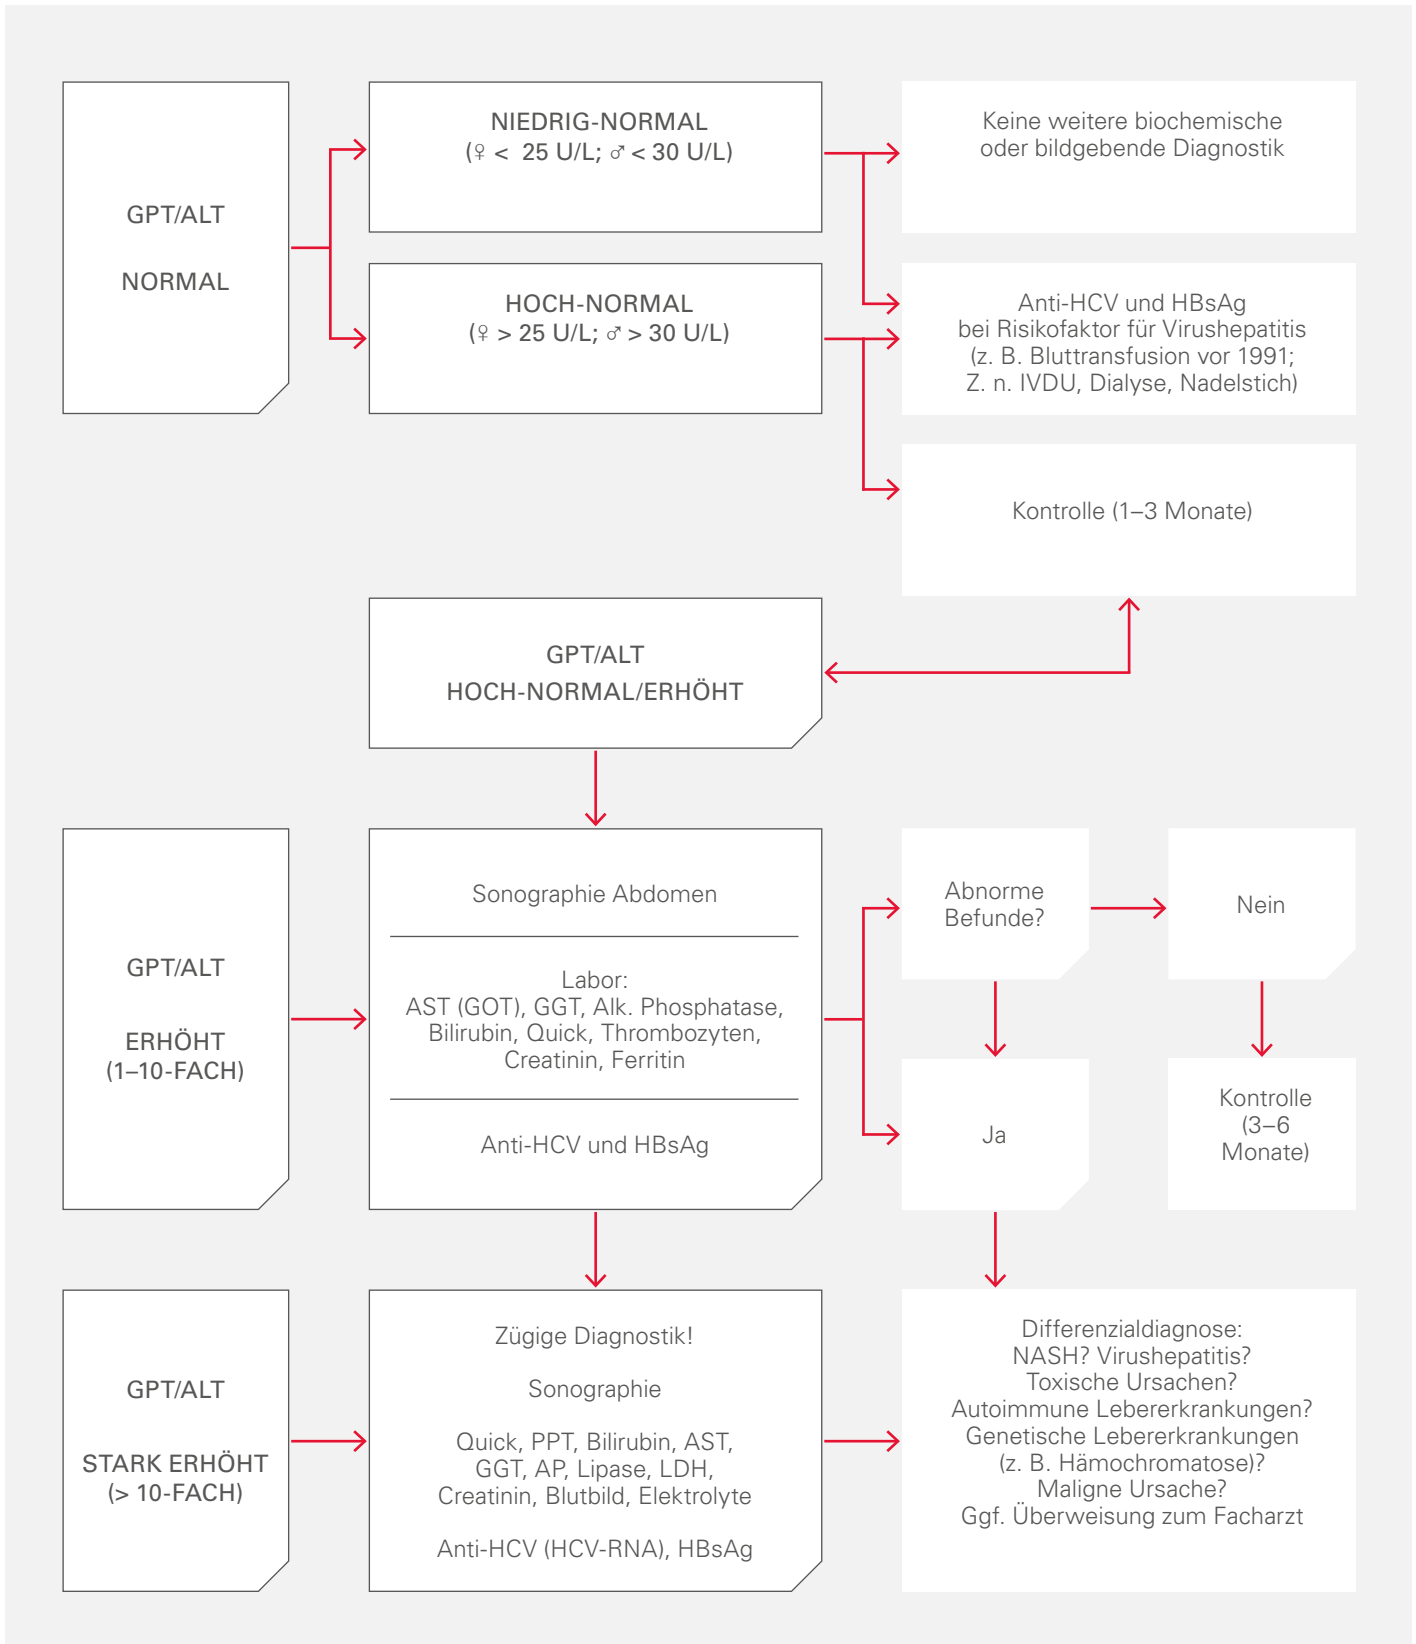 GPT/ALT
NORMAL
NIEDRIG-NORMAL
(♀ < 25 U/L; ♂ < 30 U/L)
Keine weitere biochemische
oder bildgebende Diagnostik
HOCH-NORMAL
(♀ > 25 U/L; ♂ > 30 U/L)
Anti-HCV und HBsAg
bei Risikofaktor für Virushepatitis
(z. B. Bluttransfusion vor 1991;
Z. n. IVDU, Dialyse, Nadelstich)
Kontrolle (1–3 Monate)
GPT/ALT
HOCH-NORMAL/ERHÖHT
GPT/ALT
ERHÖHT
(1–10-FACH)
Sonographie Abdomen
Labor:
AST (GOT), GGT, Alk. Phosphatase,
Bilirubin, Quick, Thrombozyten,
Creatinin, Ferritin
Anti-HCV und HBsAg
Abnorme
Befunde?
Nein
Ja
Kontrolle
(3–6
Monate)
GPT/ALT
STARK ERHÖHT
(> 10-FACH)
Zügige Diagnostik!
Sonographie
Quick, PPT, Bilirubin, AST,
GGT, AP, Lipase, LDH,
Creatinin, Blutbild, Elektrolyte
Anti-HCV (HCV-RNA), HBsAg
Differenzialdiagnose:
NASH? Virushepatitis?
Toxische Ursachen?
Autoimmune Lebererkrankungen?
Genetische Lebererkrankungen
(z. B. Hämochromatose)?
Maligne Ursache?
Ggf. Überweisung zum Facharzt